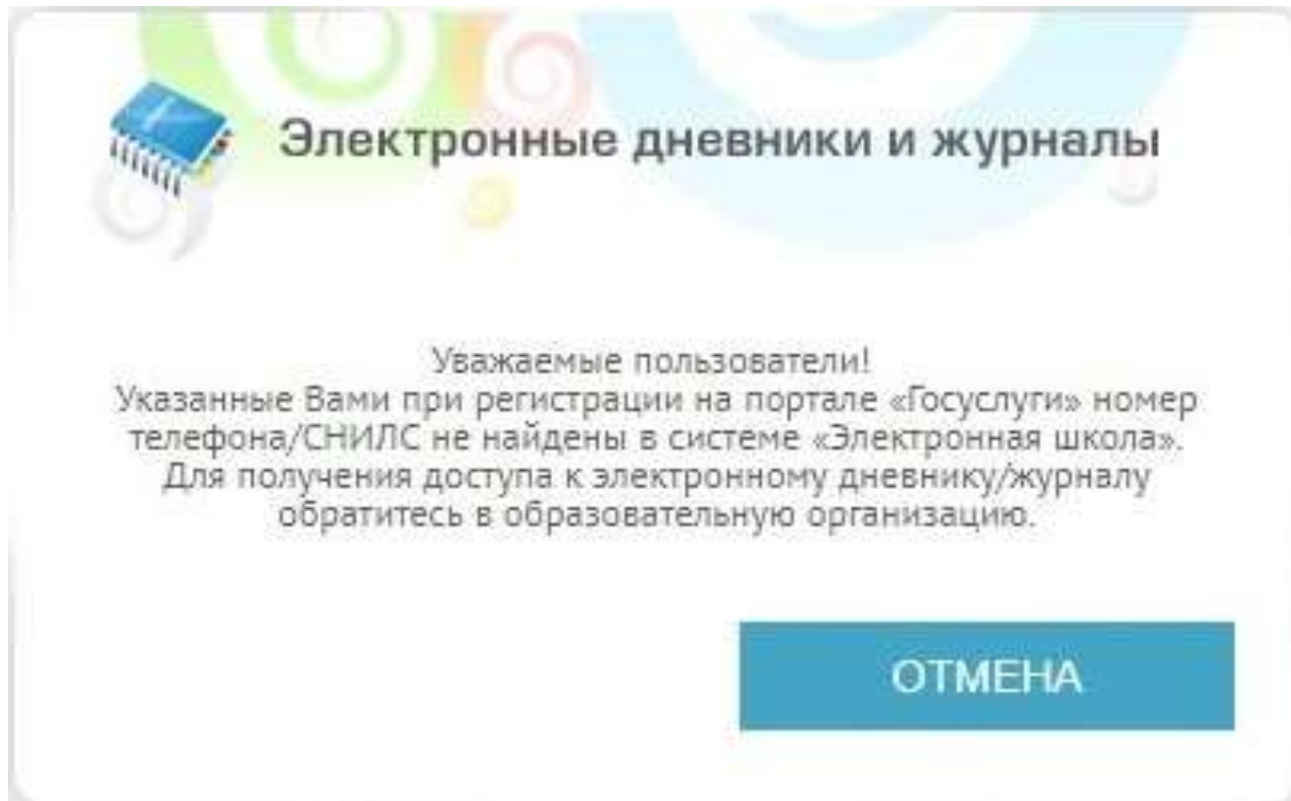 Электронные дневники и журналы
Уважаемые пользователи!
Указанные Вами при регистрации на портале «Госуслуги» номер
телефона/СНИЛС не найдены в системе «Электронная школа».
Для получения доступа к электронному дневнику/журналу
обратитесь в образовательную организацию.
ОТМЕНА